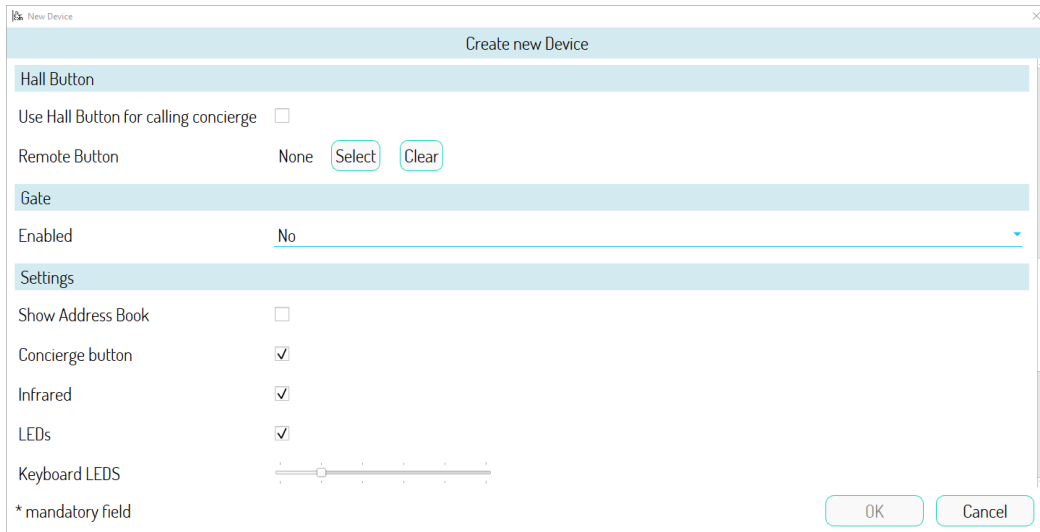 New Device
Create new Device
Hall Button
Use Hall Button for calling concierge
Remote Button None Select Clear
Gate
Enabled No
Settings
Show Address Book
Concierge button
Infrared
LEDs
Keyboard LEDS
* mandatory field OK Cancel